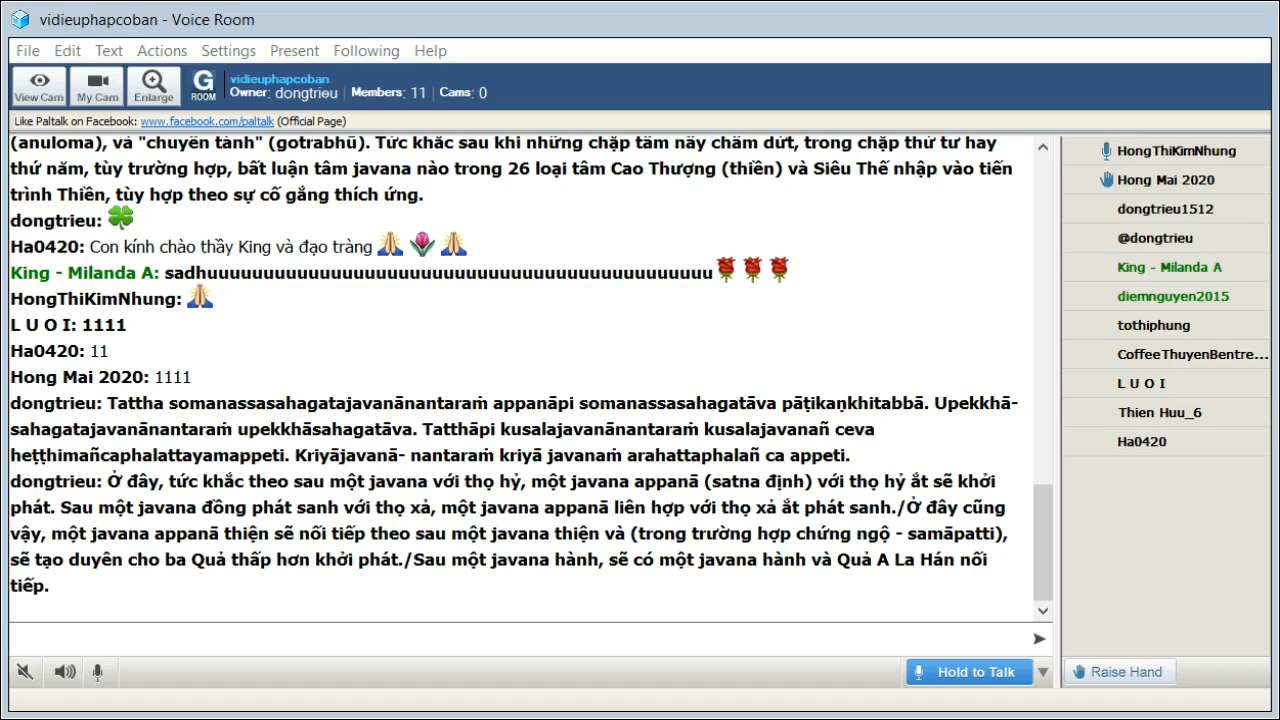 vidieuphapcoban - Voice Room
File Edit Text Actions Settings Present Following Help
View Cam My Cam Enlarge G ROOM
vidieuphapcoban
Owner: dongtrieu | Members: 11 | Cams: 0
Like Paltalk on Facebook: www.facebook.com/paltalk (Official Page)
(anuloma), và "chuyển tánh" (gotrabhū). Tức khắc sau khi những chặp tâm nầy chấm dứt, trong chặp thứ tư hay
thứ năm, tùy trường hợp, bất luận tâm javana nào trong 26 loại tâm Cao Thượng (thiền) và Siêu Thế nhập vào tiến
trình Thiền, tùy hợp theo sự cố gắng thích ứng.
dongtrieu:
Ha0420: Con kính chào thầy King và đạo tràng
King - Milanda A: sadhuuuuuuuuuuuuuuuuuuuuuuuuuuuuuuuuuuuuuuuuuuuuu
HongThiKimNhung:
L U O I: 1111
Ha0420: 11
Hong Mai 2020: 1111
dongtrieu: Tattha somanassasahagatajavanānantaraṁ appanāpi somanassasahagatāva pāṭikaṇkhitabbā. Upekkhā-
sahagatajavanānantaraṁ upekkhāsahagatāva. Tatthāpi kusalajavanānantaraṁ kusalajavanañ ceva
heṭṭhimañcaphalattayamappeti. Kriyājavanā- nantaraṁ kriyā javanaṁ arahattaphalañ ca appeti.
dongtrieu: Ở đây, tức khắc theo sau một javana với thọ hỷ, một javana appanā (satna định) với thọ hỷ ắt sẽ khởi
phát. Sau một javana đồng phát sanh với thọ xả, một javana appanā liên hợp với thọ xả ắt phát sanh./Ở đây cũng
vậy, một javana appanā thiện sẽ nối tiếp theo sau một javana thiện và (trong trường hợp chứng ngộ - samāpatti),
sẽ tạo duyên cho ba Quả thấp hơn khởi phát./Sau một javana hành, sẽ có một javana hành và Quả A La Hán nối
tiếp.
HongThiKimNhung
Hong Mai 2020
dongtrieu1512
@dongtrieu
King - Milanda A
diemnguyen2015
tothiphung
CoffeeThuyenBentre...
L U O I
Thien Huu_6
Ha0420
Hold to Talk
Raise Hand